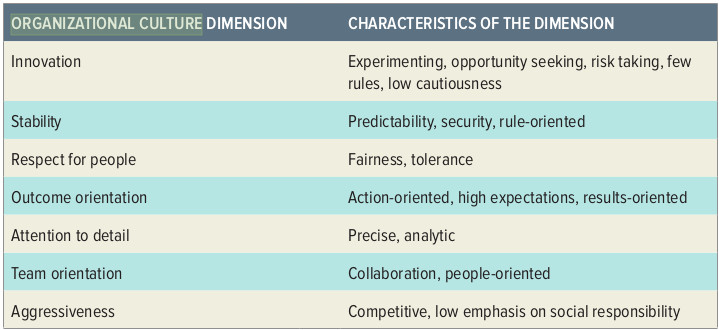 ORGANIZATIONAL CULTURE DIMENSION CHARACTERISTICS OF THE DIMENSION
Innovation Experimenting, opportunity seeking, risk taking, few
rules, low cautiousness
Stability Predictability, security, rule-oriented
Respect for people Fairness, tolerance
Outcome orientation Action-oriented, high expectations, results-oriented
Attention to detail Precise, analytic
Team orientation Collaboration, people-oriented
Aggressiveness Competitive, low emphasis on social responsibility